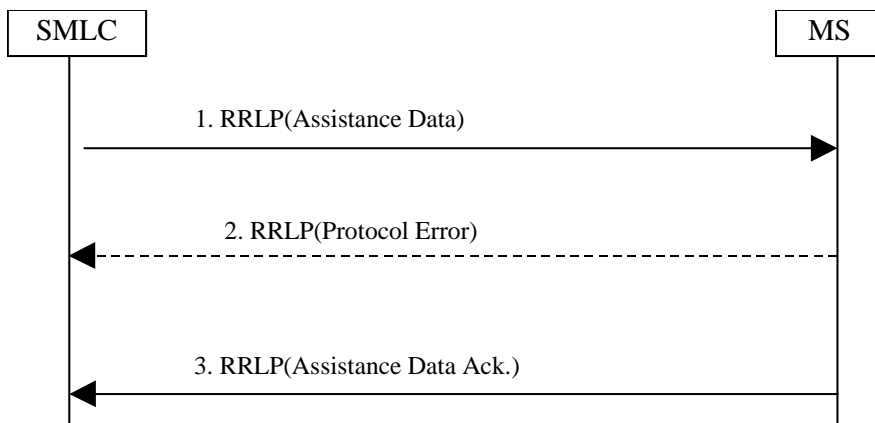 SMLC
MS
1. RRLP(Assistance Data)
2. RRLP(Protocol Error)
3. RRLP(Assistance Data Ack.)